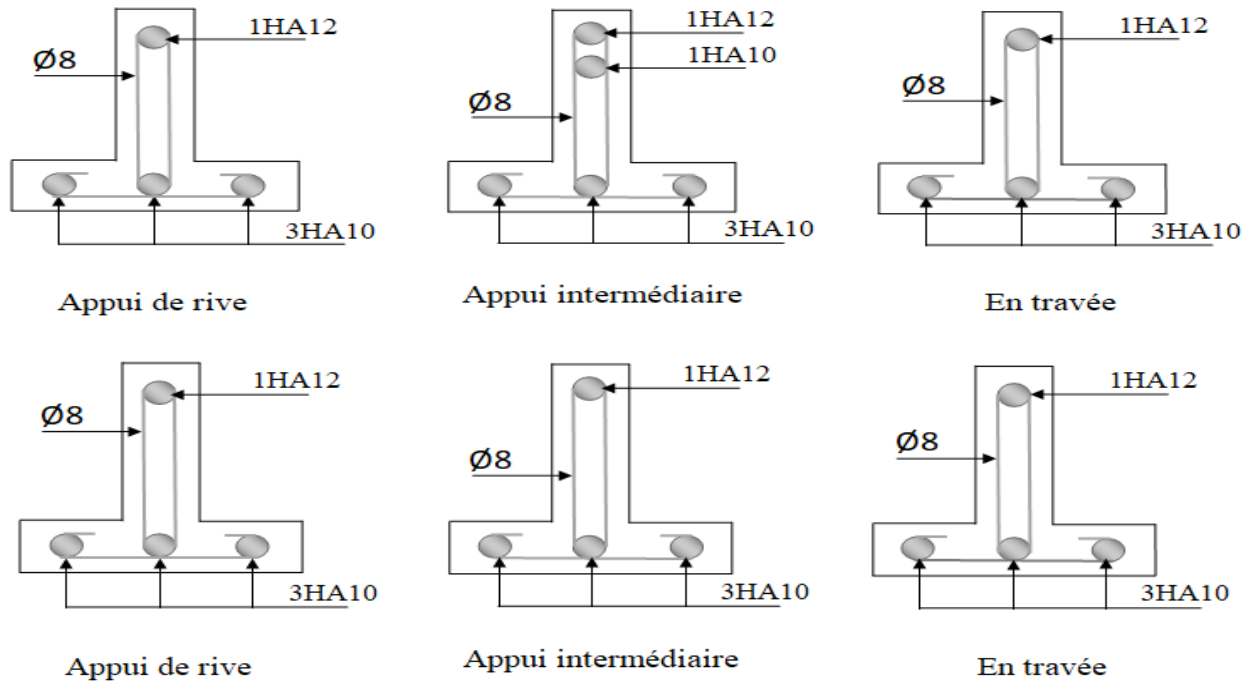 1HA12
Ø8
3HA10
Appui de rive
1HA12
1HA10
Ø8
3HA10
Appui intermédiaire
1HA12
Ø8
3HA10
En travée
1HA12
Ø8
3HA10
Appui de rive
1HA12
Ø8
3HA10
Appui intermédiaire
1HA12
Ø8
3HA10
En travée